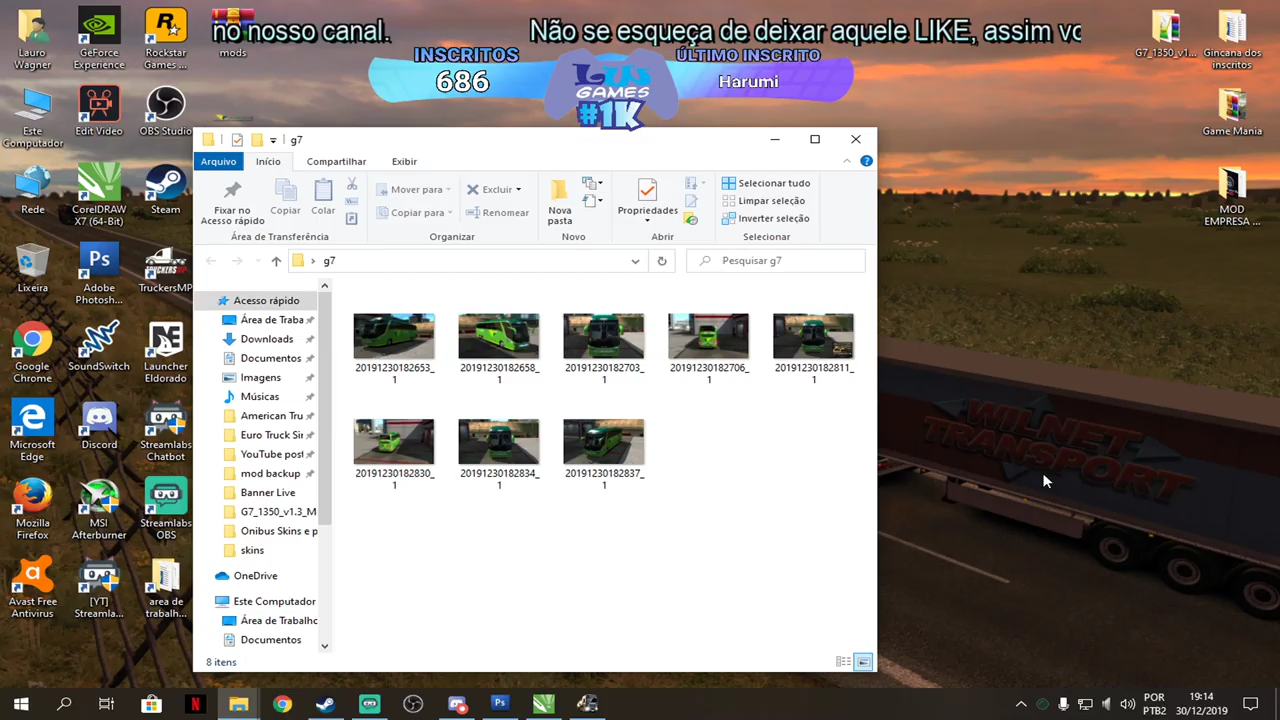 no nosso canal.
Não se esqueça de deixar aquele LIKE, assim vo
INSCRITOS
686
LUS
GAMES
#1K
ÚLTIMO INSCRITO
Harumi
Lauro Wagner
GeForce Experience
Rockstar Games ...
mods
Este Computador
Edit Video
OBS Studio
Rede
CorelDRAW X7 (64-Bit)
Steam
Lixeira
Adobe Photosh...
TruckersMP
Google Chrome
SoundSwitch
Launcher Eldorado
Microsoft Edge
Discord
Streamlabs Chatbot
Mozilla Firefox
MSI Afterburner
Streamlabs OBS
Avast Free Antivirus
[YT] Streamla...
area de trabalh...
G7_1350_v1...
Gincana dos inscritos
Game Mania
MOD EMPRESA ...
g7
Arquivo
Início
Compartilhar
Exibir
Fixar no Acesso rápido
Copiar
Colar
Mover para
Copiar para
Excluir
Renomear
Nova pasta
Propriedades
Selecionar tudo
Limpar seleção
Inverter seleção
Área de Transferência
Organizar
Novo
Abrir
Selecionar
g7
Pesquisar g7
Acesso rápido
Área de Traba
Downloads
Documentos
Imagens
Músicas
American Tru
Euro Truck Sir
YouTube post
mod backup
Banner Live
G7_1350_v1.3_M
Onibus Skins e p
skins
OneDrive
Este Computador
Área de Trabalho
Documentos
20191230182653_1
20191230182658_1
20191230182703_1
20191230182706_1
20191230182811_1
20191230182830_1
20191230182834_1
20191230182837_1
8 itens
WILNET
TRANSPORT
POR
PTB2
19:14
30/12/2019